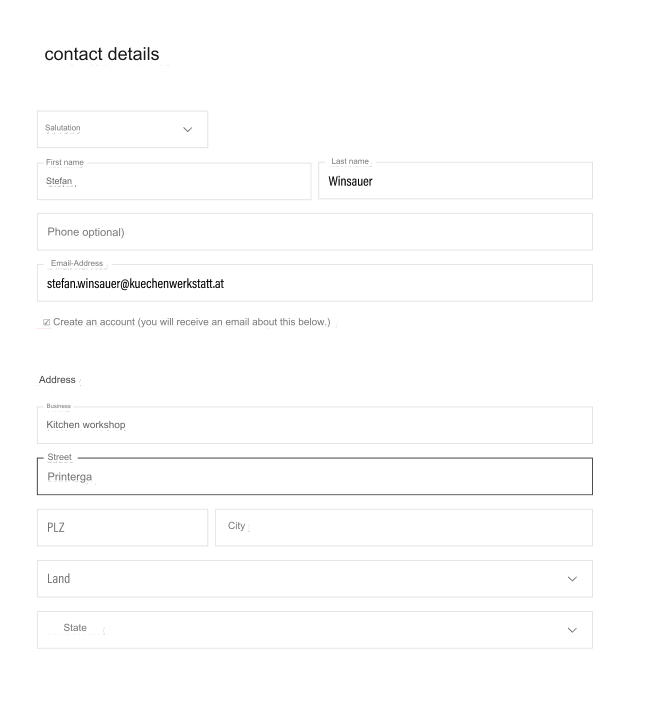 contact details
Salutation
First name
Last name
Stefan
Winsauer
Phone optional)
Email-Address
stefan.winsauer@kuechenwerkstatt.at
☑ Create an account (you will receive an email about this below.)
Address
Business
Kitchen workshop
Street
Printerga
PLZ
City
Land
State